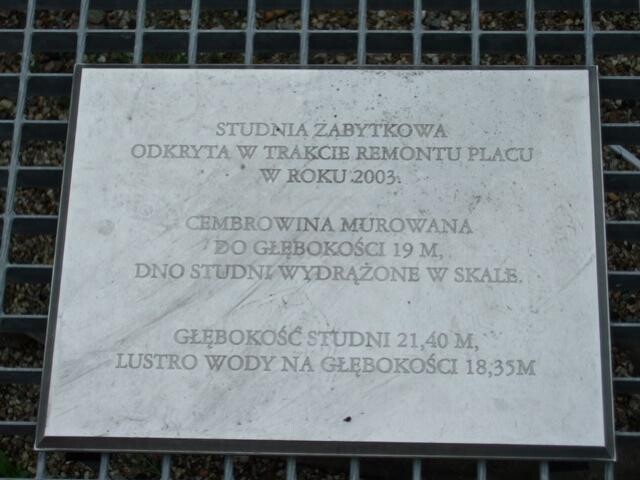 STUDNIA ZABYTKOWA
ODKRYTA W TRAKCIE REMONTU PLACU
W ROKU 2003.
CEMBROWINA MUROWANA
DO GŁĘBOKOŚCI 19 M,
DNO STUDNI WYDRĄŻONE W SKALE.
GŁĘBOKOŚĆ STUDNI 21,40 M,
LUSTRO WODY NA GŁĘBOKOŚCI 18,35M